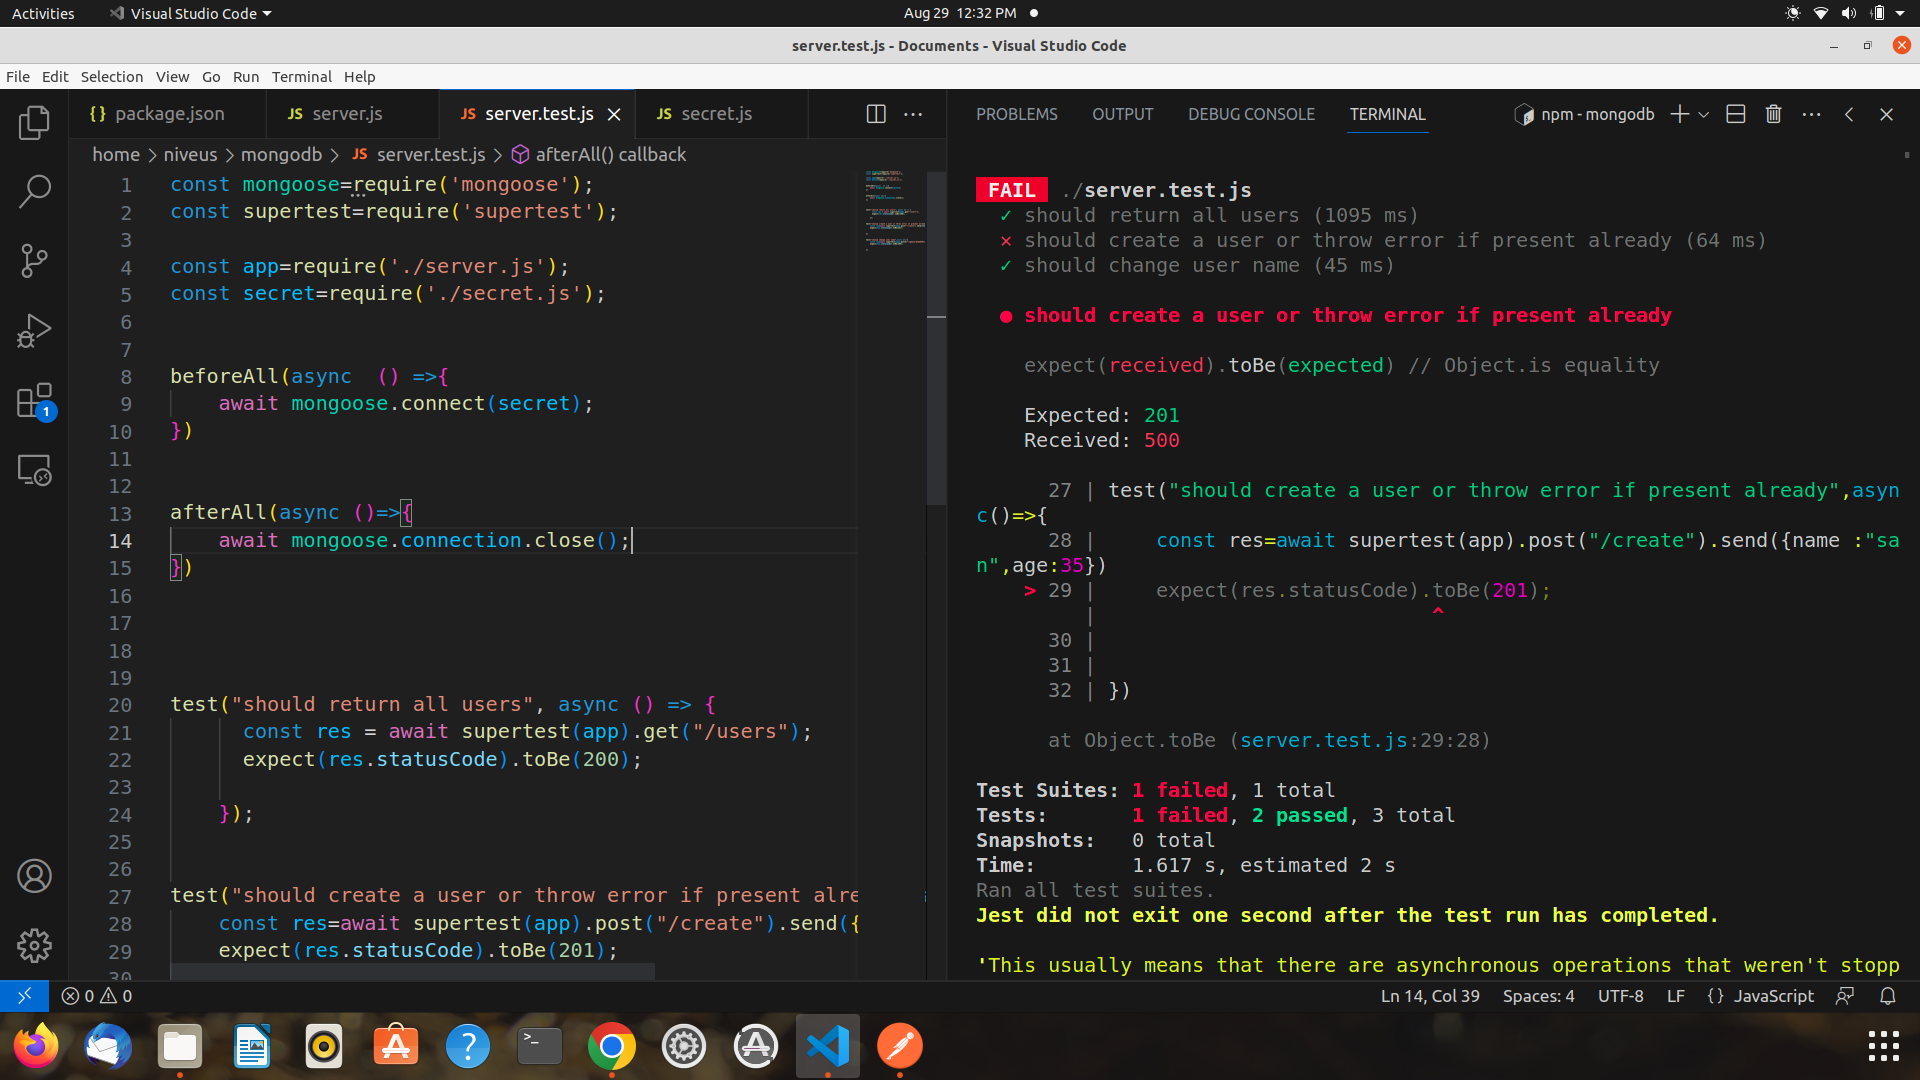 Activities
Visual Studio Code
Aug 29 12:32 PM
server.test.js - Documents - Visual Studio Code
File Edit Selection View Go Run Terminal Help
{} package.json
JS server.js
JS server.test.js
JS secret.js
home > niveus > mongodb > JS server.test.js > afterAll() callback
1 const mongoose=require('mongoose');
2 const supertest=require('supertest');
3
4 const app=require('./server.js');
5 const secret=require('./secret.js');
6
7
8 beforeAll(async  () =>{
9 await mongoose.connect(secret);
10 })
11
12
13 afterAll(async ()=>{
14 await mongoose.connection.close();
15 })
16
17
18
19
20 test("should return all users", async () => {
21 const res = await supertest(app).get("/users");
22 expect(res.statusCode).toBe(200);
23
24 });
25
26
27 test("should create a user or throw error if present alre
28 const res=await supertest(app).post("/create").send({
29 expect(res.statusCode).toBe(201);
30
1
PROBLEMS OUTPUT DEBUG CONSOLE TERMINAL
npm - mongodb
FAIL ./server.test.js
✓ should return all users (1095 ms)
✕ should create a user or throw error if present already (64 ms)
✓ should change user name (45 ms)
● should create a user or throw error if present already
expect(received).toBe(expected) // Object.is equality
Expected: 201
Received: 500
27 | test("should create a user or throw error if present already",asyn
c()=>{
28 | const res=await supertest(app).post("/create").send({name :"sa
n",age:35})
> 29 | expect(res.statusCode).toBe(201);
| ^
30 |
31 |
32 | })
at Object.toBe (server.test.js:29:28)
Test Suites: 1 failed, 1 total
Tests: 1 failed, 2 passed, 3 total
Snapshots: 0 total
Time: 1.617 s, estimated 2 s
Ran all test suites.
Jest did not exit one second after the test run has completed.
'This usually means that there are asynchronous operations that weren't stopp
0 0
Ln 14, Col 39 Spaces: 4 UTF-8 LF {} JavaScript